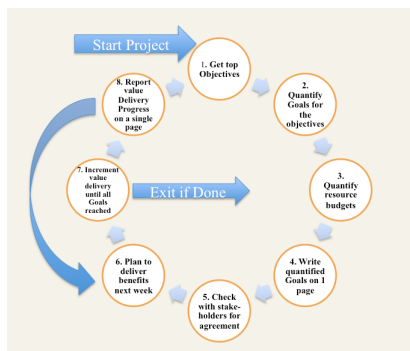 Start Project
1. Get top
Objectives
2.
Quantify
Goals for
the
objectives
3.
Quantify
resource
budgets
4. Write
quantified
Goals on 1
page
5. Check
with stake-
holders for
agreement
6. Plan to
deliver
benefits
next week
7. Increment
value
delivery
until all
Goals
reached
8. Report
value
Delivery
Progress
on a single
page
Exit if Done